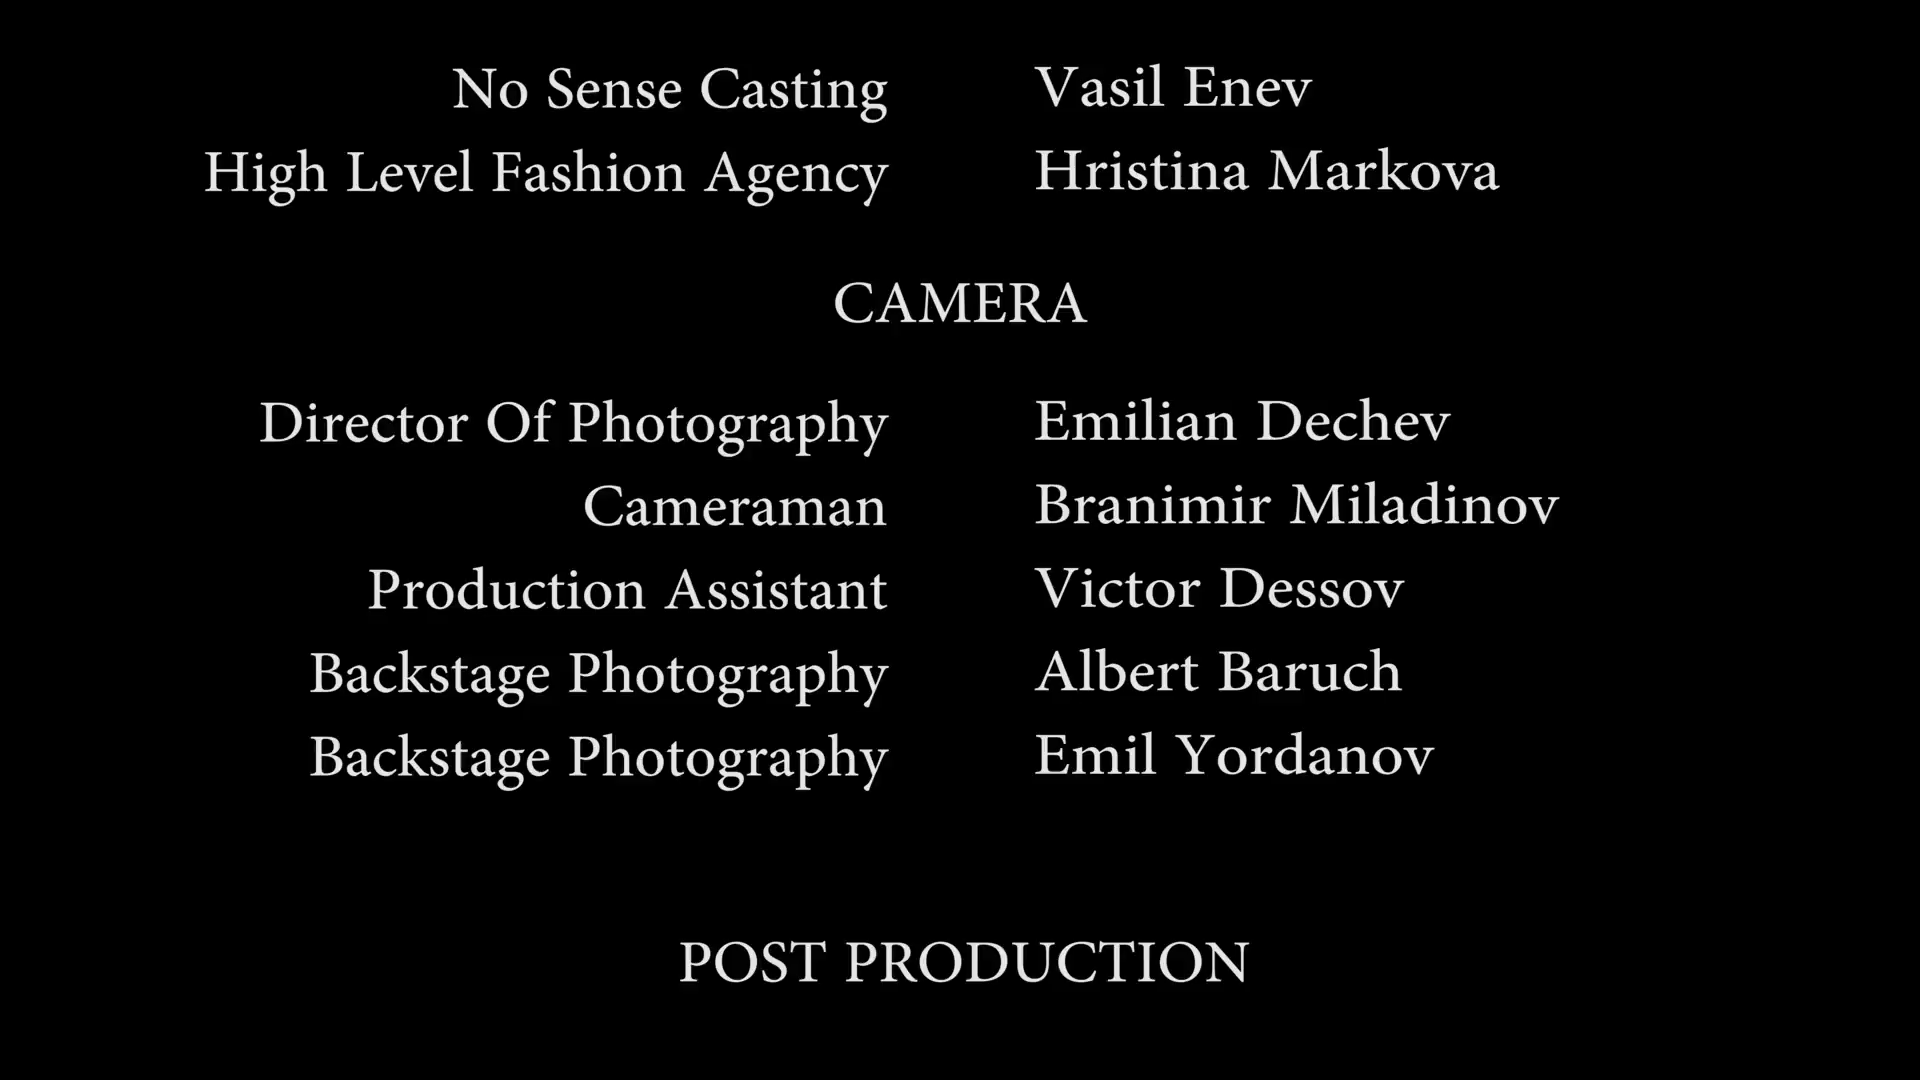 No Sense Casting Vasil Enev
High Level Fashion Agency Hristina Markova
CAMERA
Director Of Photography Emilian Dechev
Cameraman Branimir Miladinov
Production Assistant Victor Dessov
Backstage Photography Albert Baruch
Backstage Photography Emil Yordanov
POST PRODUCTION